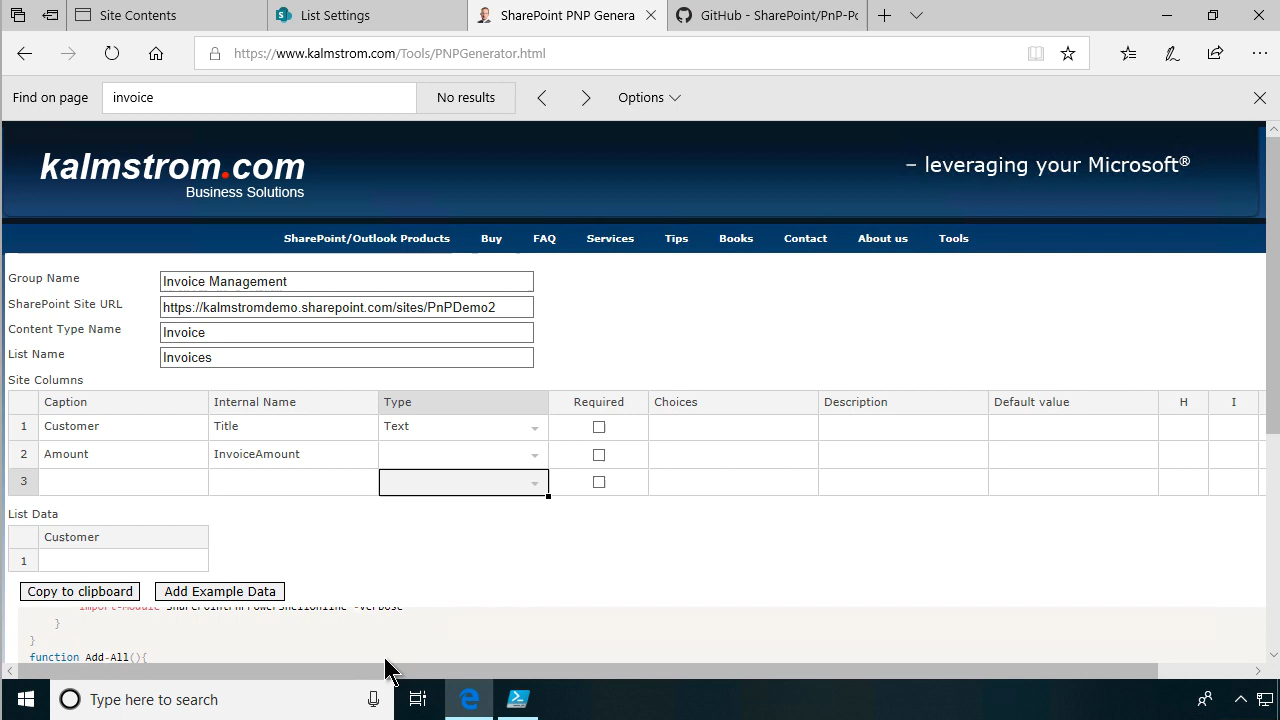 Site Contents
List Settings
SharePoint PNP Genera
GitHub - SharePoint/PnP-Po
https://www.kalmstrom.com/Tools/PNPGenerator.html
Find on page
invoice
No results
Options
kalmstrom.com
Business Solutions
– leveraging your Microsoft®
SharePoint/Outlook Products Buy FAQ Services Tips Books Contact About us Tools
Group Name Invoice Management
SharePoint Site URL https://kalmstromdemo.sharepoint.com/sites/PnPDemo2
Content Type Name Invoice
List Name Invoices
Site Columns
Caption Internal Name Type Required Choices Description Default value H I
1 Customer Title Text
2 Amount InvoiceAmount
3
List Data
Customer
1
Copy to clipboard Add Example Data
import-Module SharePointPnPPowerShellOnline -Verbose
}
}
function Add-All(){
Type here to search